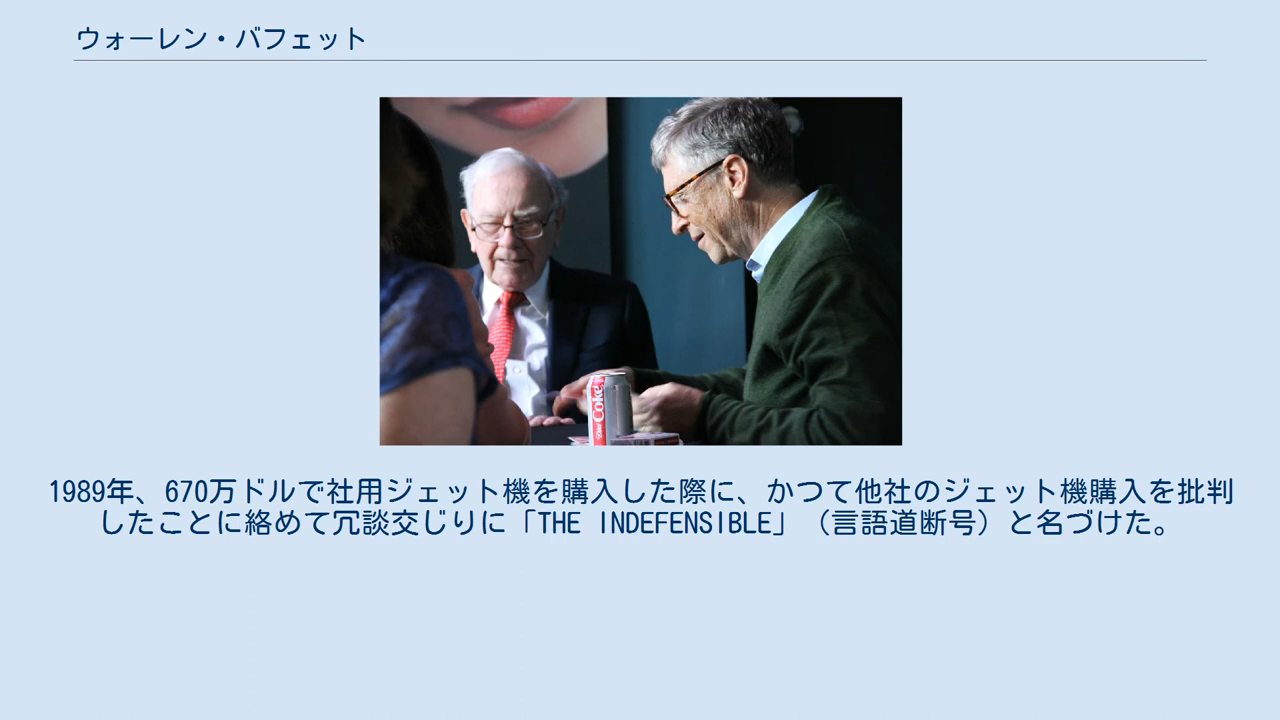 ウォーレン・バフェット
Diet Coke
1989年、670万ドルで社用ジェット機を購入した際に、かつて他社のジェット機購入を批判
したことに絡めて冗談交じりに「THE INDEFENSIBLE」（言語道断号）と名づけた。